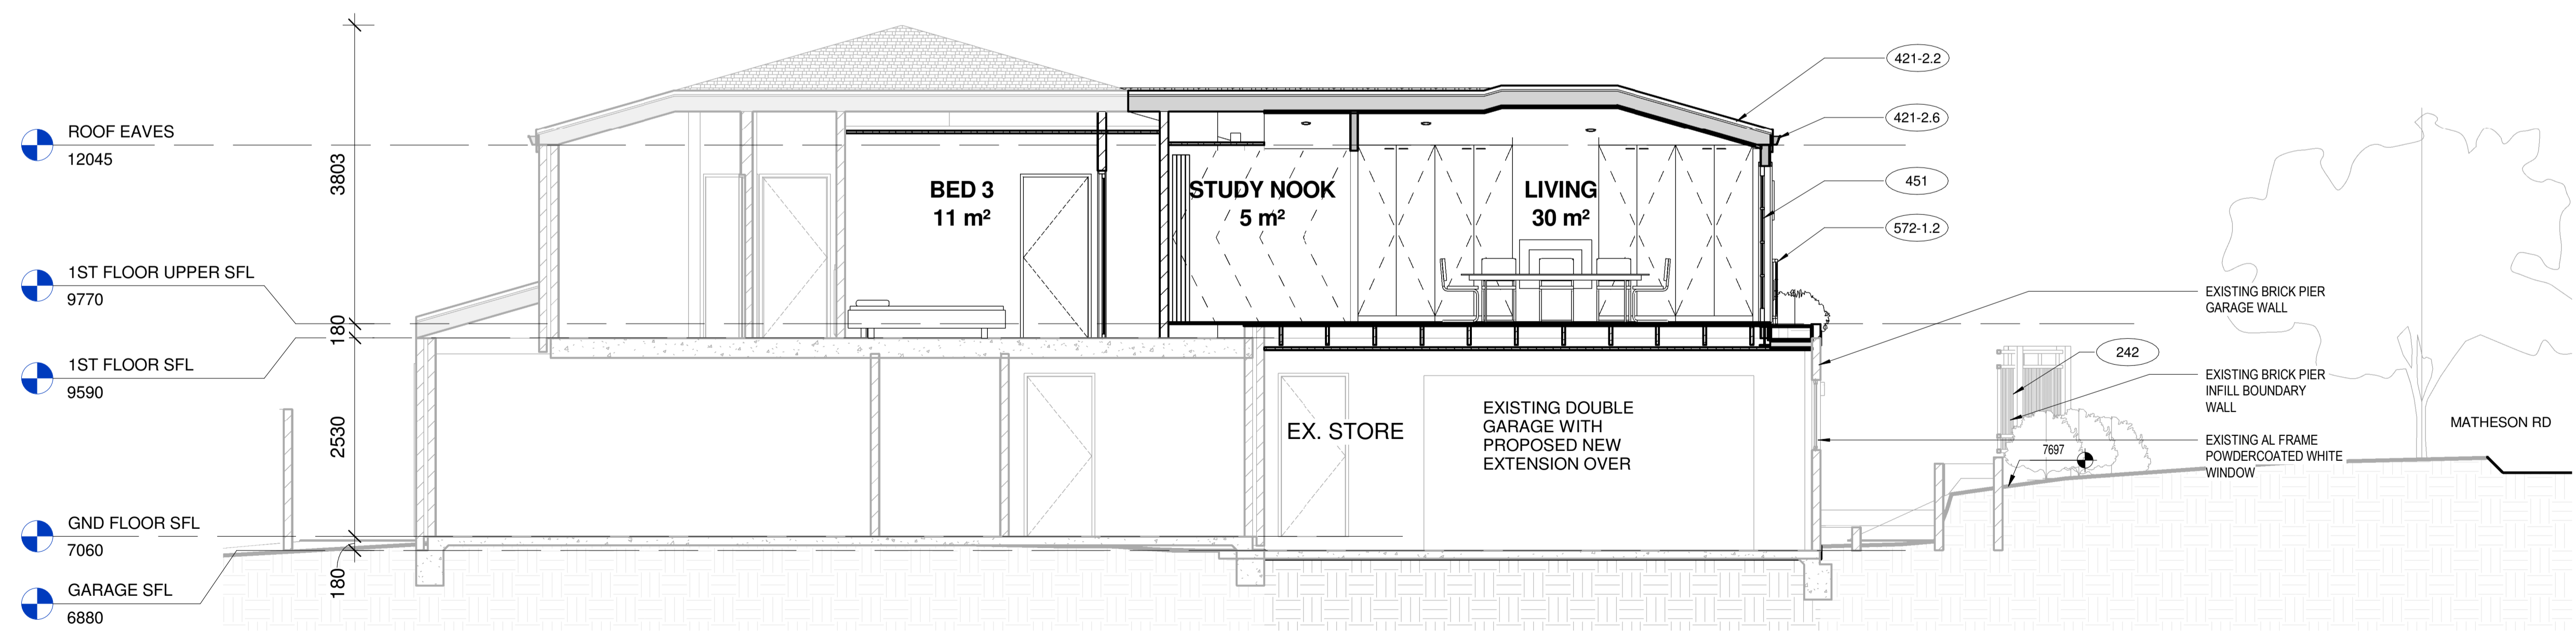 ROOF EAVES
12045
1ST FLOOR UPPER SFL
9770
1ST FLOOR SFL
9590
GND FLOOR SFL
7060
GARAGE SFL
6880
3803
180
2530
180
BED 3
11 m²
STUDY NOOK
5 m²
LIVING
30 m²
EX. STORE
EXISTING DOUBLE
GARAGE WITH
PROPOSED NEW
EXTENSION OVER
421-2.2
421-2.6
451
572-1.2
242
7697
EXISTING BRICK PIER
GARAGE WALL
EXISTING BRICK PIER
INFILL BOUNDARY
WALL
EXISTING AL FRAME
POWDERCOATED WHITE
WINDOW
MATHESON RD